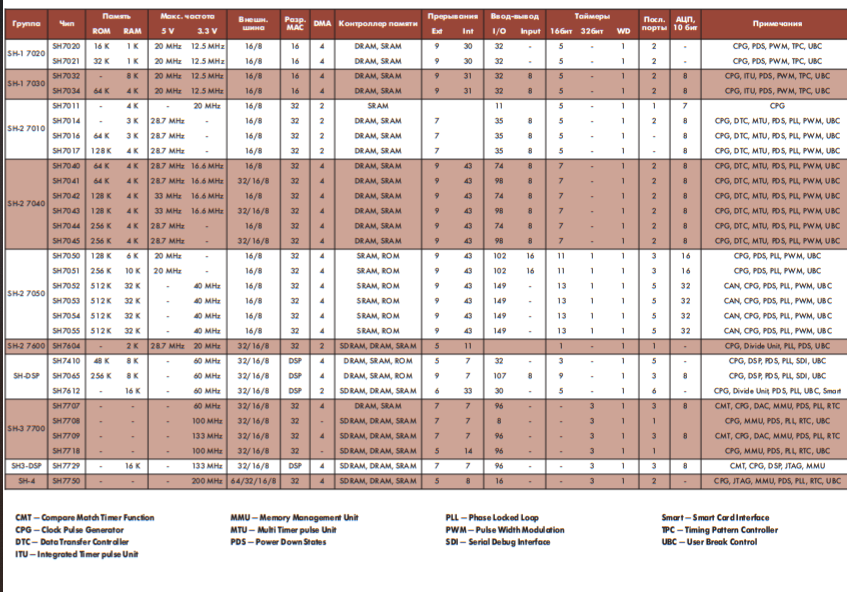 Группа Чип Память Макс. частота Внешн. шина Разр. MAC DMA Контроллер памяти Прерывания Ввод-вывод Таймеры Посл. порты АЦП, 10 бит Примечания
ROM RAM 5 V 3.3 V Ext Int I/O Input 16бит 32бит WD
SH-1 7020 SH7020 16 K 1 K 20 MHz 12.5 MHz 16/8 16 4 DRAM, SRAM 9 30 32 - 5 - 1 2 - CPG, PDS, PWM, TPC, UBC
SH7021 32 K 1 K 20 MHz 12.5 MHz 16/8 16 4 DRAM, SRAM 9 30 32 - 5 - 1 2 - CPG, PDS, PWM, TPC, UBC
SH-1 7030 SH7032 - 8 K 20 MHz 12.5 MHz 16/8 16 4 DRAM, SRAM 9 31 32 8 5 - 1 2 8 CPG, ITU, PDS, PWM, TPC, UBC
SH7034 64 K 4 K 20 MHz 12.5 MHz 16/8 16 4 DRAM, SRAM 9 31 32 8 5 - 1 2 8 CPG, ITU, PDS, PWM, TPC, UBC
SH-2 7010 SH7011 - 4 K - 20 MHz 16/8 32 2 SRAM 11 5 - 1 1 7 CPG
SH7014 - 3 K 28.7 MHz - 16/8 32 2 DRAM, SRAM 7 35 8 5 - 1 2 8 CPG, DTC, MTU, PDS, PLL, PWM, UBC
SH7016 64 K 3 K 28.7 MHz - 16/8 32 2 DRAM, SRAM 7 35 8 5 - 1 - 8 CPG, DTC, MTU, PDS, PLL, PWM, UBC
SH7017 128 K 4 K 28.7 MHz - 16/8 32 2 DRAM, SRAM 7 35 8 5 - 1 - 8 CPG, DTC, MTU, PDS, PLL, PWM, UBC
SH-2 7040 SH7040 64 K 4 K 28.7 MHz 16.6 MHz 16/8 32 4 DRAM, SRAM 9 43 74 8 7 - 1 2 8 CPG, DTC, MTU, PDS, PLL, PWM, UBC
SH7041 64 K 4 K 28.7 MHz 16.6 MHz 32/16/8 32 4 DRAM, SRAM 9 43 98 8 7 - 1 2 8 CPG, DTC, MTU, PDS, PLL, PWM, UBC
SH7042 128 K 4 K 33 MHz 16.6 MHz 16/8 32 4 DRAM, SRAM 9 43 74 8 7 - 1 2 8 CPG, DTC, MTU, PDS, PLL, PWM, UBC
SH7043 128 K 4 K 33 MHz 16.6 MHz 32/16/8 32 4 DRAM, SRAM 9 43 98 8 7 - 1 2 8 CPG, DTC, MTU, PDS, PLL, PWM, UBC
SH7044 256 K 4 K 28.7 MHz - 16/8 32 4 DRAM, SRAM 9 43 74 8 7 - 1 2 8 CPG, DTC, MTU, PDS, PLL, PWM, UBC
SH7045 256 K 4 K 28.7 MHz - 32/16/8 32 4 DRAM, SRAM 9 43 98 8 7 - 1 2 8 CPG, DTC, MTU, PDS, PLL, PWM, UBC
SH-2 7050 SH7050 128 K 6 K 20 MHz - 16/8 32 4 SRAM, ROM 9 43 102 16 11 1 1 3 16 CPG, PDS, PLL, PWM, UBC
SH7051 256 K 10 K 20 MHz - 16/8 32 4 SRAM, ROM 9 43 102 16 11 1 1 3 16 CPG, PDS, PLL, PWM, UBC
SH7052 512 K 32 K - 40 MHz 16/8 32 4 SRAM, ROM 9 43 149 - 13 1 1 5 32 CAN, CPG, PDS, PLL, PWM, UBC
SH7053 512 K 32 K - 40 MHz 16/8 32 4 SRAM, ROM 9 43 149 - 13 1 1 5 32 CAN, CPG, PDS, PLL, PWM, UBC
SH7054 512 K 32 K - 40 MHz 16/8 32 4 SRAM, ROM 9 43 149 - 13 1 1 5 32 CAN, CPG, PDS, PLL, PWM, UBC
SH7055 512 K 32 K - 40 MHz 16/8 32 4 SRAM, ROM 9 43 149 - 13 1 1 5 32 CAN, CPG, PDS, PLL, PWM, UBC
SH-2 7600 SH7604 - 2 K 28.7 MHz 20 MHz 32/16/8 32 2 SDRAM, DRAM, SRAM 5 11 1 - 1 1 - CPG, Divide Unit, PLL, PDS, UBC
SH-DSP SH7410 48 K 8 K - 60 MHz 32/16/8 DSP 4 DRAM, SRAM, ROM 5 7 32 - 3 - 1 5 - CPG, DSP, PDS, PLL, SDI, UBC
SH7065 256 K 8 K - 60 MHz 32/16/8 DSP 4 DRAM, SRAM, ROM 9 7 107 8 9 - 1 3 8 CPG, DSP, PDS, PLL, SDI, UBC
SH7612 - 16 K - 60 MHz 32/16/8 DSP 2 SDRAM, DRAM, SRAM 6 33 30 - 5 - 1 6 - CPG, Divide Unit, PDS, PLL, UBC, Smart
SH-3 7700 SH7707 - - - 60 MHz 32/16/8 32 4 DRAM, SRAM 7 7 96 - - 3 1 3 8 CMT, CPG, DAC, MMU, PDS, PLL, RTC
SH7708 - - - 100 MHz 32/16/8 32 - SDRAM, DRAM, SRAM 7 7 8 - - 3 1 1 CPG, MMU, PDS, PLL, RTC, UBC
SH7709 - - - 133 MHz 32/16/8 32 4 SDRAM, DRAM, SRAM 7 7 96 - - 3 1 3 8 CMT, CPG, DAC, MMU, PDS, PLL, RTC
SH7718 - - - 100 MHz 32/16/8 32 - SDRAM, DRAM, SRAM 5 14 96 - - 3 1 1 CPG, MMU, PDS, PLL, RTC, UBC
SH3-DSP SH7729 - 16 K - 133 MHz 32/16/8 DSP 4 SDRAM, DRAM, SRAM 7 7 96 - - 3 1 3 8 CMT, CPG, DSP, JTAG, MMU
SH-4 SH7750 - - - 200 MHz 64/32/16/8 32 4 SDRAM, DRAM, SRAM 5 8 16 - - 3 1 2 - CPG, JTAG, MMU, PDS, PLL, RTC, UBC
CMT – Compare Match Timer Function MMU – Memory Management Unit PLL – Phase Locked Loop Smart – Smart Card Interface
CPG – Clock Pulse Generator MTU – Multi Timer pulse Unit PWM – Pulse Width Modulation TPC – Timing Pattern Controller
DTC – Data Transfer Controller PDS – Power Down States SDI – Serial Debug Interface UBC – User Break Control
ITU – Integrated Timer pulse Unit